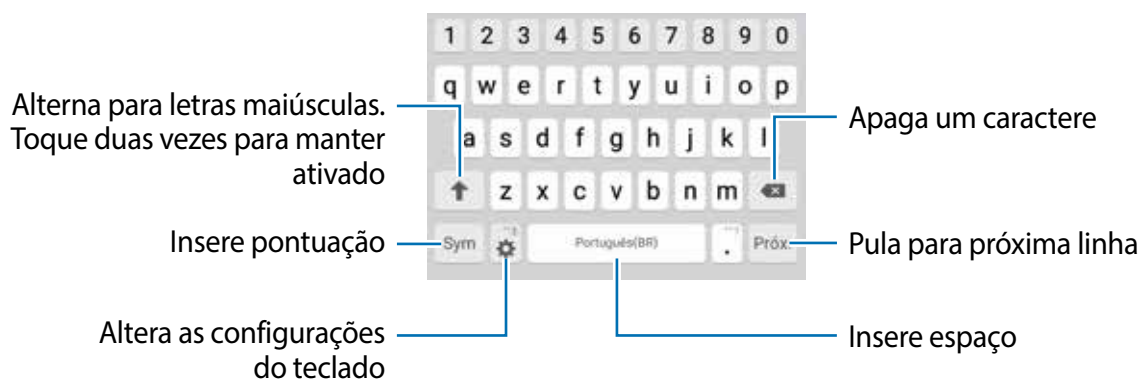 1 2 3 4 5 6 7 8 9 0
q w e r t y u i o p
Alterna para letras maiúsculas.
Toque duas vezes para manter
ativado
a s d f g h j k l
Apaga um caractere
z x c v b n m
Insere pontuação
Sym
Português(BR)
.
Próx.
Pula para próxima linha
Altera as configurações
do teclado
Insere espaço